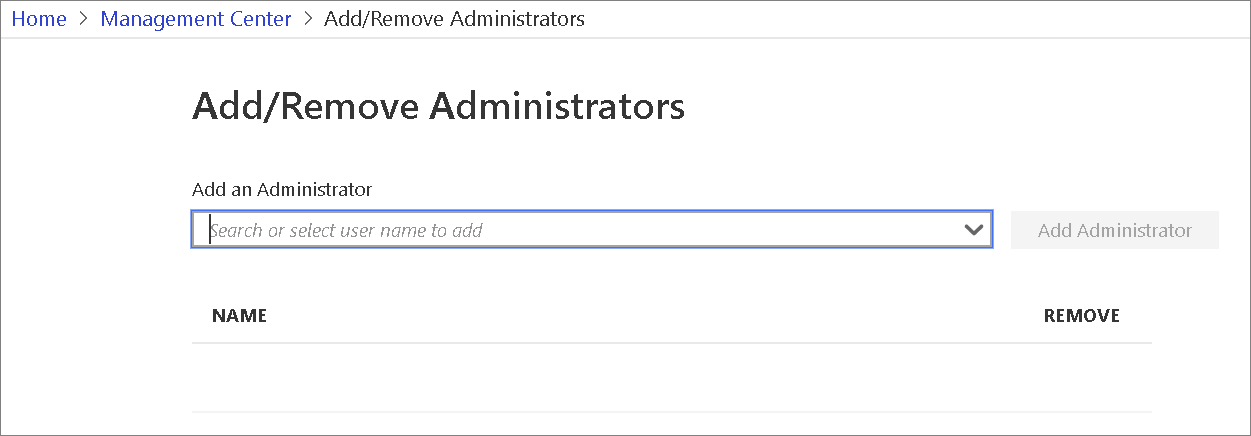 Home > Management Center > Add/Remove Administrators
Add/Remove Administrators
Add an Administrator
Search or select user name to add
Add Administrator
NAME REMOVE